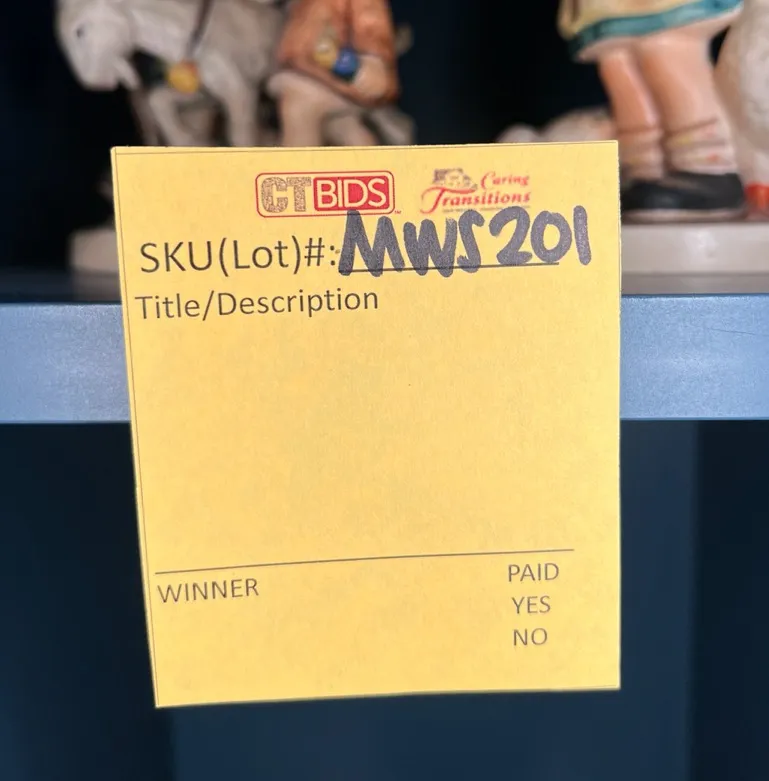 CTBIDS
Caring
Transitions
SKU(Lot)#: MWS201
Title/Description
WINNER
PAID
YES
NO